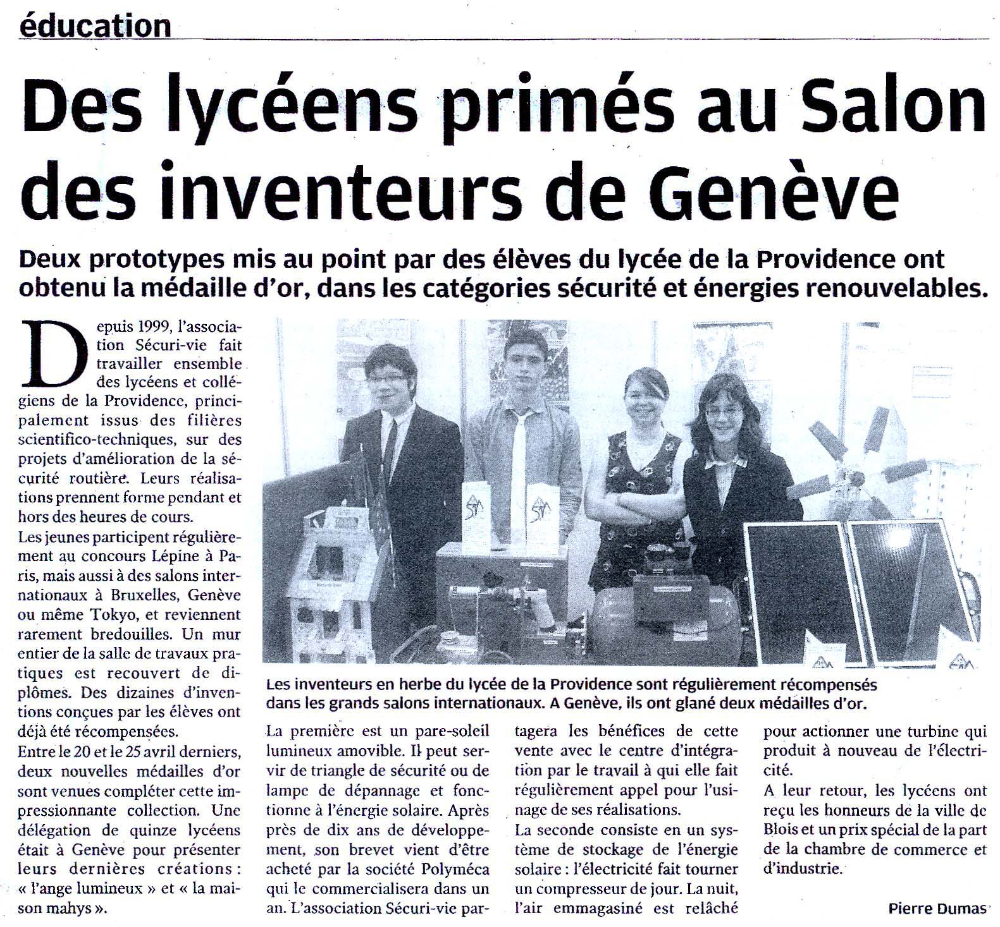 éducation
Des lycéens primés au Salon
des inventeurs de Genève
Deux prototypes mis au point par des élèves du lycée de la Providence ont
obtenu la médaille d'or, dans les catégories sécurité et énergies renouvelables.
Depuis 1999, l'associa-
tion Sécuri-vie fait
travailler ensemble
des lycéens et collé-
giens de la Providence, princi-
palement issus des filières
scientifico-techniques, sur des
projets d'amélioration de la sé-
curité routière. Leurs réalisa-
tions prennent forme pendant et
hors des heures de cours.
Les jeunes participent régulière-
ment au concours Lépine à Pa-
ris, mais aussi à des salons inter-
nationaux à Bruxelles, Genève
ou même Tokyo, et reviennent
rarement bredouilles. Un mur
entier de la salle de travaux pra-
tiques est recouvert de di-
plômes. Des dizaines d'inven-
tions conçues par les élèves ont
déjà été récompensées.
Entre le 20 et le 25 avril derniers,
deux nouvelles médailles d'or
sont venues compléter cette im-
pressionnante collection. Une
délégation de quinze lycéens
était à Genève pour présenter
leurs dernières créations :
« l'ange lumineux » et « la mai-
son mahys ».
Les inventeurs en herbe du lycée de la Providence sont régulièrement récompensés
dans les grands salons internationaux. A Genève, ils ont glané deux médailles d'or.
La première est un pare-soleil
lumineux amovible. Il peut ser-
vir de triangle de sécurité ou de
lampe de dépannage et fonc-
tionne à l'énergie solaire. Après
près de dix ans de développe-
ment, son brevet vient d'être
acheté par la société Polyméca
qui le commercialisera dans un
an. L'association Sécuri-vie par-
tagera les bénéfices de cette
vente avec le centre d'intégra-
tion par le travail à qui elle fait
régulièrement appel pour l'usi-
nage de ses réalisations.
La seconde consiste en un sys-
tème de stockage de l'énergie
solaire : l'électricité fait tourner
un compresseur de jour. La nuit,
l'air emmagasiné est relâché
pour actionner une turbine qui
produit à nouveau de l'électri-
cité.
A leur retour, les lycéens ont
reçu les honneurs de la ville de
Blois et un prix spécial de la part
de la chambre de commerce et
d'industrie.
Pierre Dumas